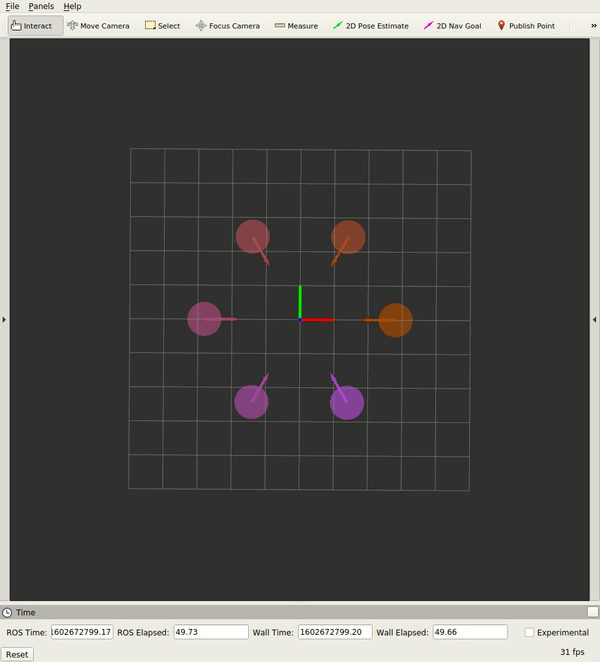 File Panels Help
Interact Move Camera Select Focus Camera Measure 2D Pose Estimate 2D Nav Goal Publish Point »
Time
ROS Time: 1602672799.17 ROS Elapsed: 49.73 Wall Time: 1602672799.20 Wall Elapsed: 49.66 Experimental
Reset 31 fps